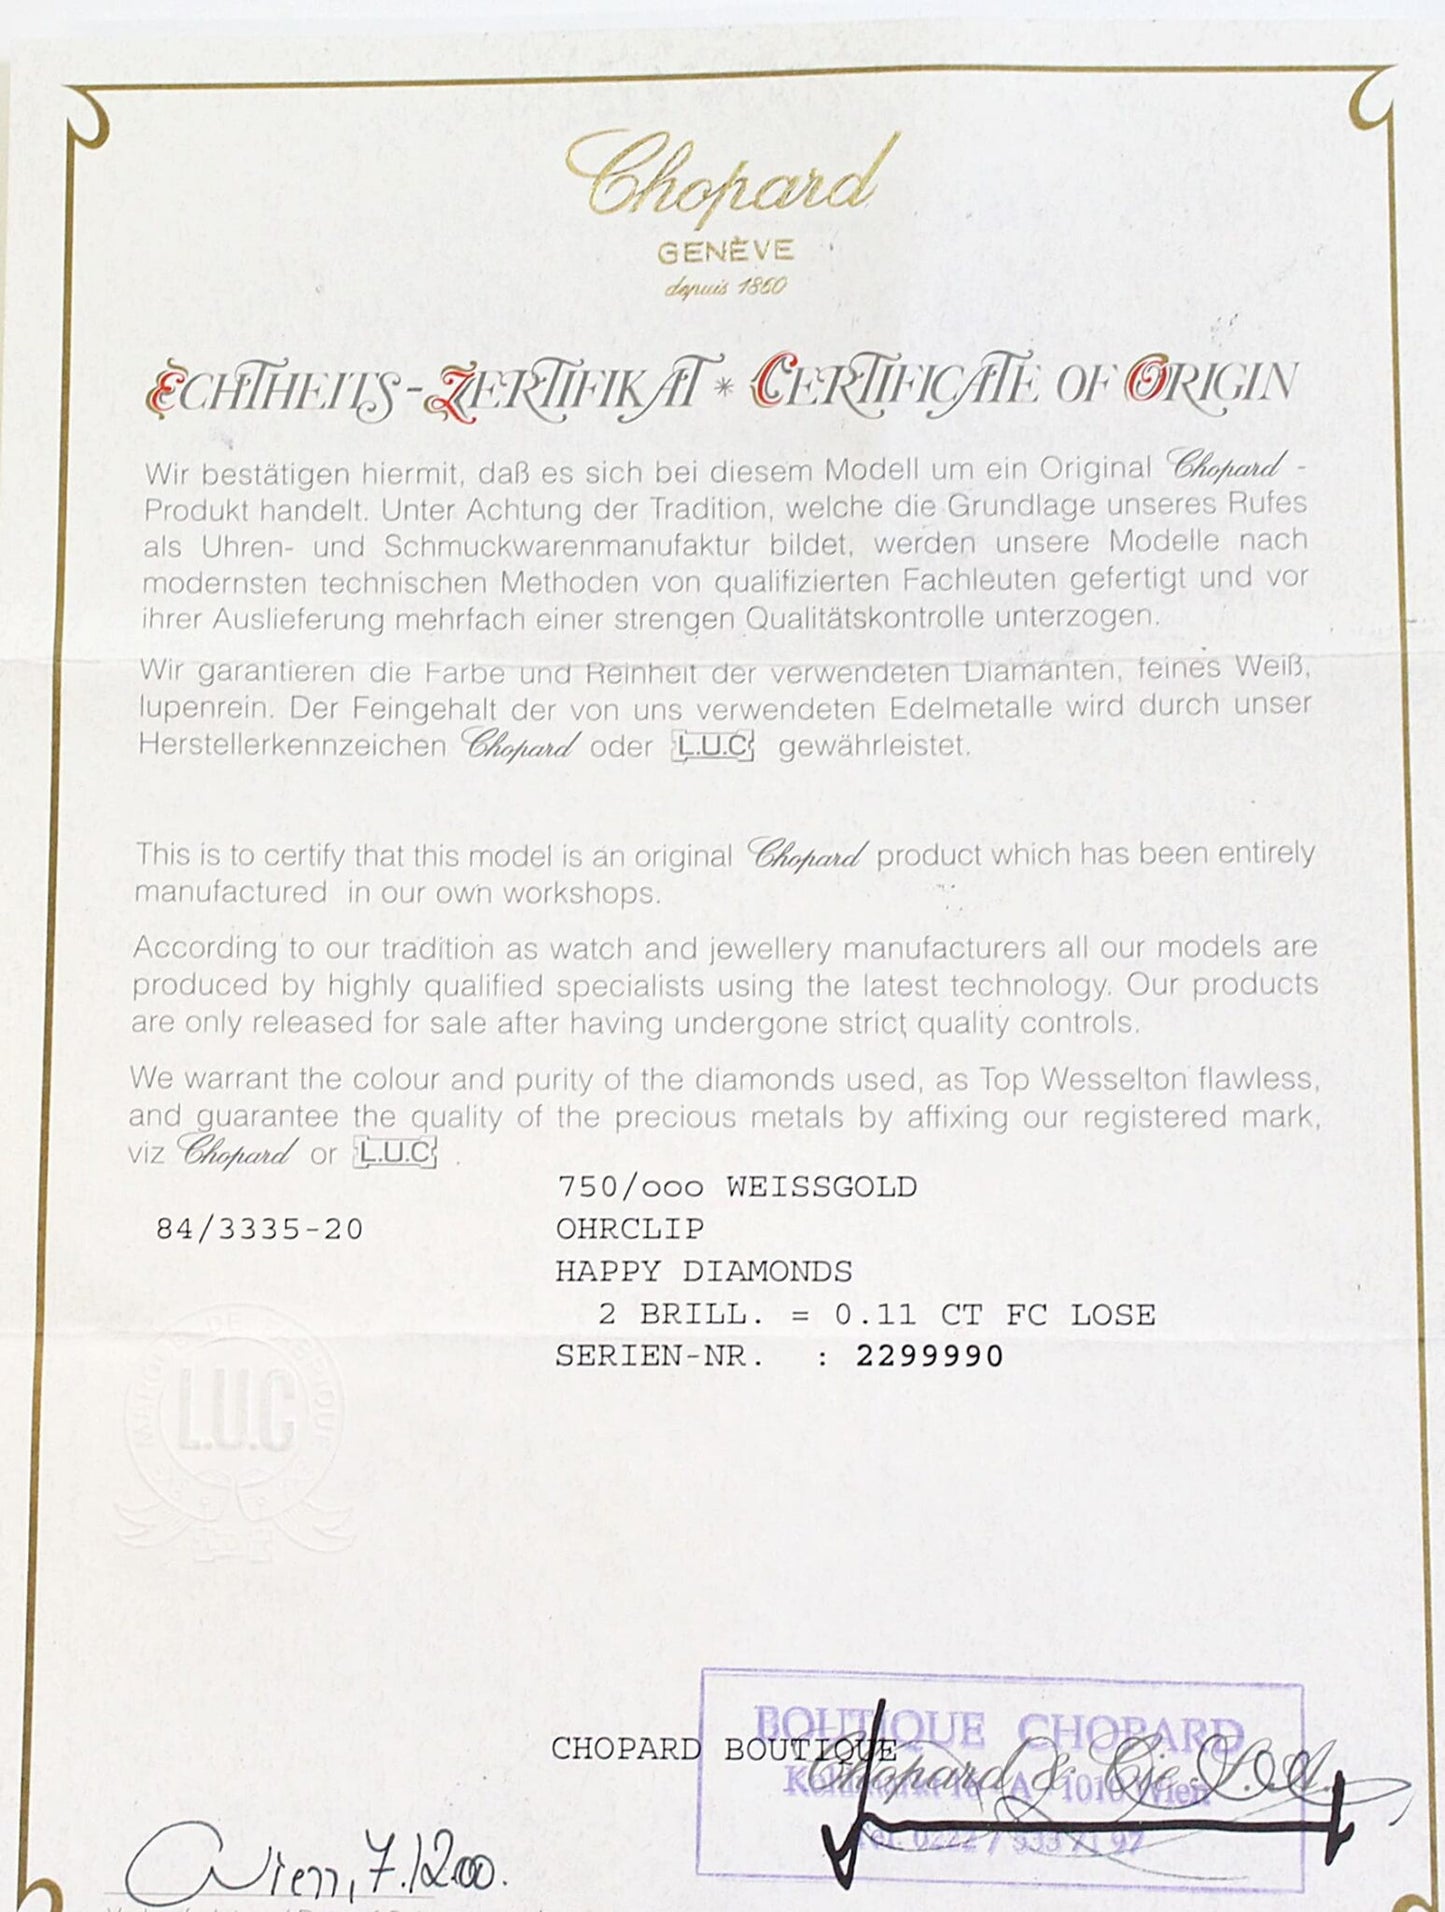 Chopard
GENÈVE
depuis 1860
ECHTHEITS-ZERTIFIKAT * CERTIFICATE OF ORIGIN
Wir bestätigen hiermit, daß es sich bei diesem Modell um ein Original Chopard -
Produkt handelt. Unter Achtung der Tradition, welche die Grundlage unseres Rufes
als Uhren- und Schmuckwarenmanufaktur bildet, werden unsere Modelle nach
modernsten technischen Methoden von qualifizierten Fachleuten gefertigt und vor
ihrer Auslieferung mehrfach einer strengen Qualitätskontrolle unterzogen.
Wir garantieren die Farbe und Reinheit der verwendeten Diamanten, feines Weiß,
lupenrein. Der Feingehalt der von uns verwendeten Edelmetalle wird durch unser
Herstellerkennzeichen Chopard oder L.U.C gewährleistet.
This is to certify that this model is an original Chopard product which has been entirely
manufactured in our own workshops.
According to our tradition as watch and jewellery manufacturers all our models are
produced by highly qualified specialists using the latest technology. Our products
are only released for sale after having undergone strict quality controls.
We warrant the colour and purity of the diamonds used, as Top Wesselton flawless,
and guarantee the quality of the precious metals by affixing our registered mark,
viz Chopard or L.U.C .
750/ooo WEISSGOLD
84/3335-20 OHRCLIP
HAPPY DIAMONDS
2 BRILL. = 0.11 CT FC LOSE
SERIEN-NR. : 2299990
L.U.C
BOUTIQUE CHOPARD
CHOPARD BOUTIQUE
Chopard & Cie S.A.
A-1010 Wien
Tel. 0222 / 533 71 97
Wien,